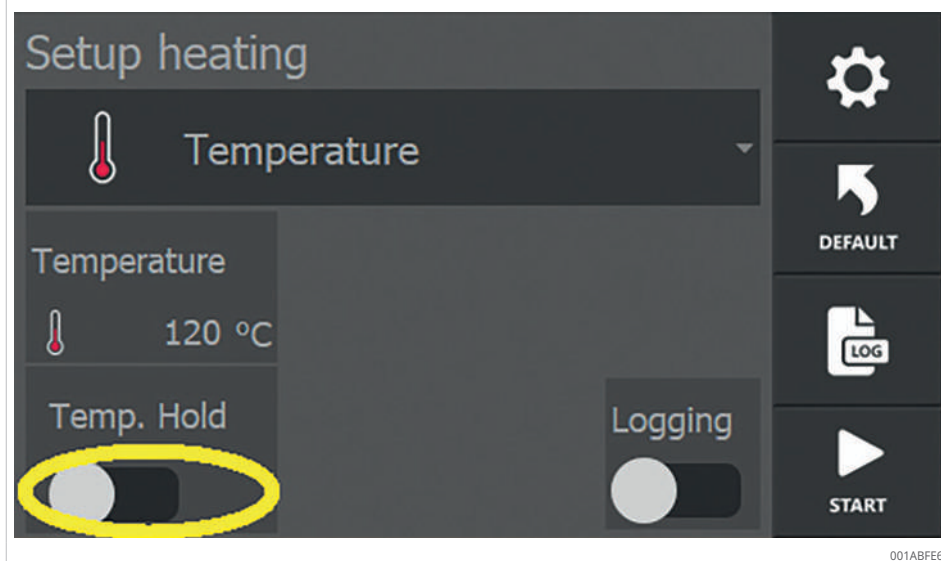 Setup heating
Temperature
Temperature
120 °C
Temp. Hold
Logging
DEFAULT
LOG
START
001ABFE6